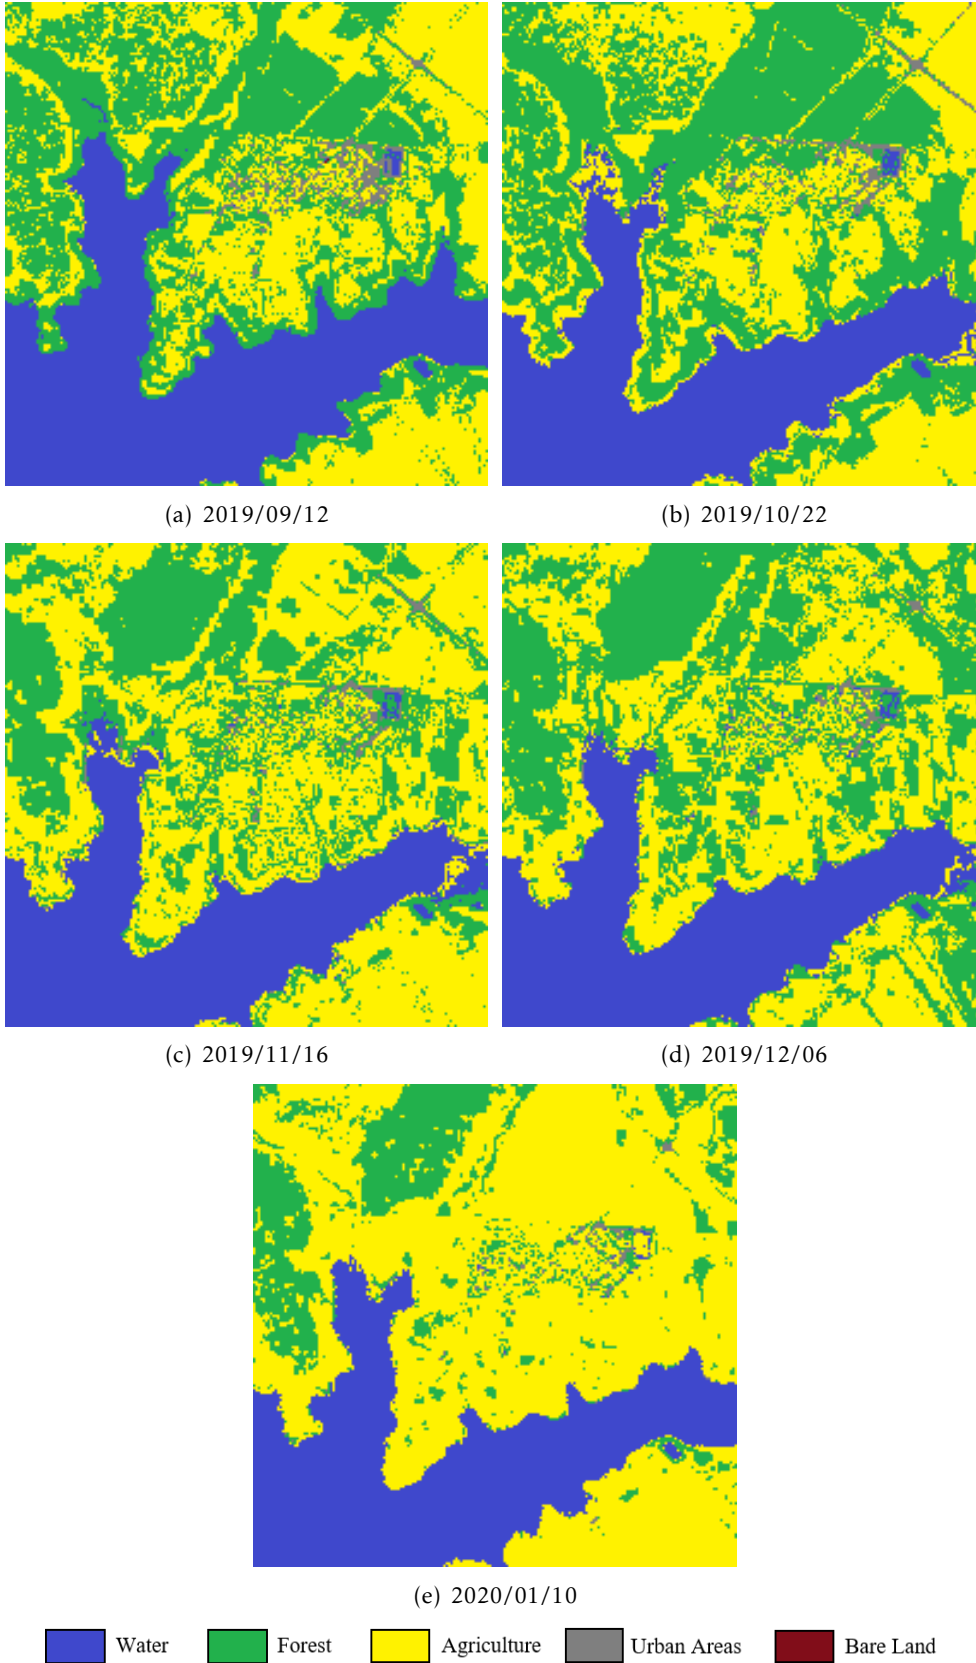 (a) 2019/09/12
(b) 2019/10/22
(c) 2019/11/16
(d) 2019/12/06
(e) 2020/01/10
Water Forest Agriculture Urban Areas Bare Land